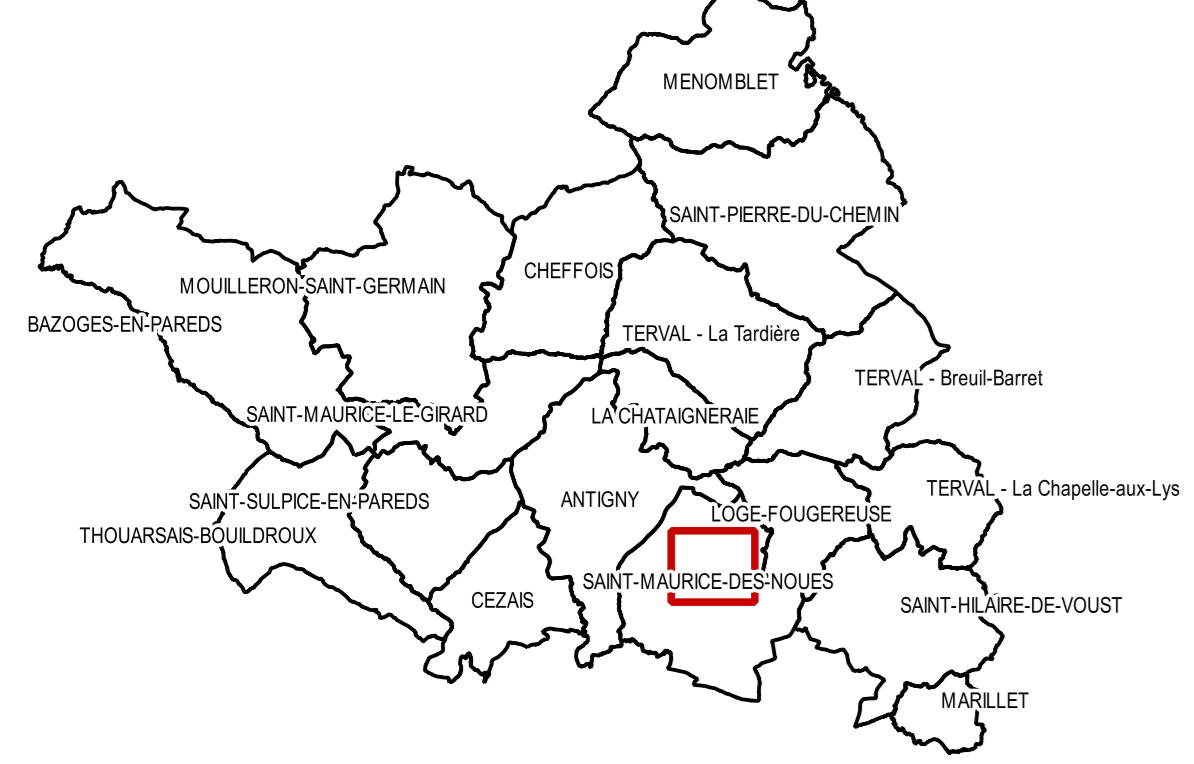 MENOMBLET
SAINT-PIERRE-DU-CHEMIN
CHEFFOIS
MOUILLERON-SAINT-GERMAIN
BAZOGES-EN-PAREDS
TERVAL - La Tardière
TERVAL - Breuil-Barret
SAINT-MAURICE-LE-GIRARD
LA CHATAIGNERAIE
TERVAL - La Chapelle-aux-Lys
SAINT-SULPICE-EN-PAREDS
ANTIGNY
LOGE-FOUGEREUSE
THOUARSAIS-BOUILDROUX
SAINT-MAURICE-DES-NOUES
CEZAIS
SAINT-HILAIRE-DE-VOUST
MARILLET